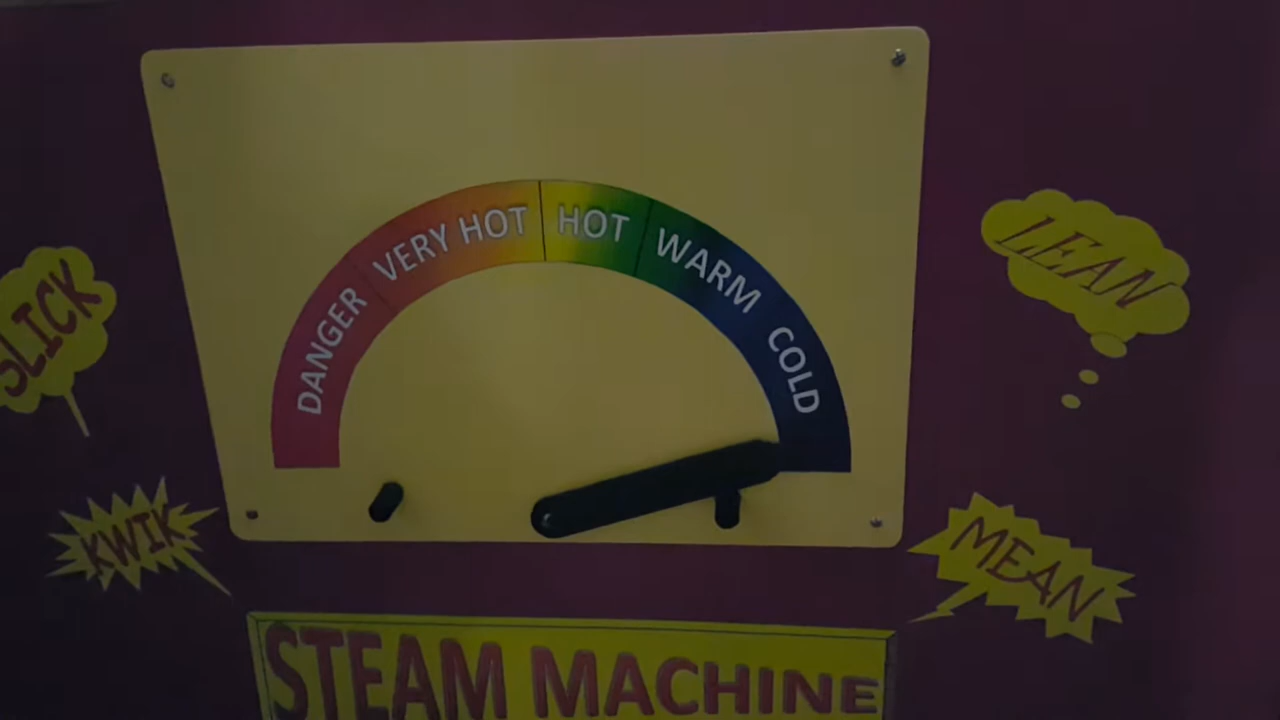 DANGER
VERY HOT
HOT
WARM
COLD
SLICK
LEAN
KWIK
MEAN
STEAM MACHINE